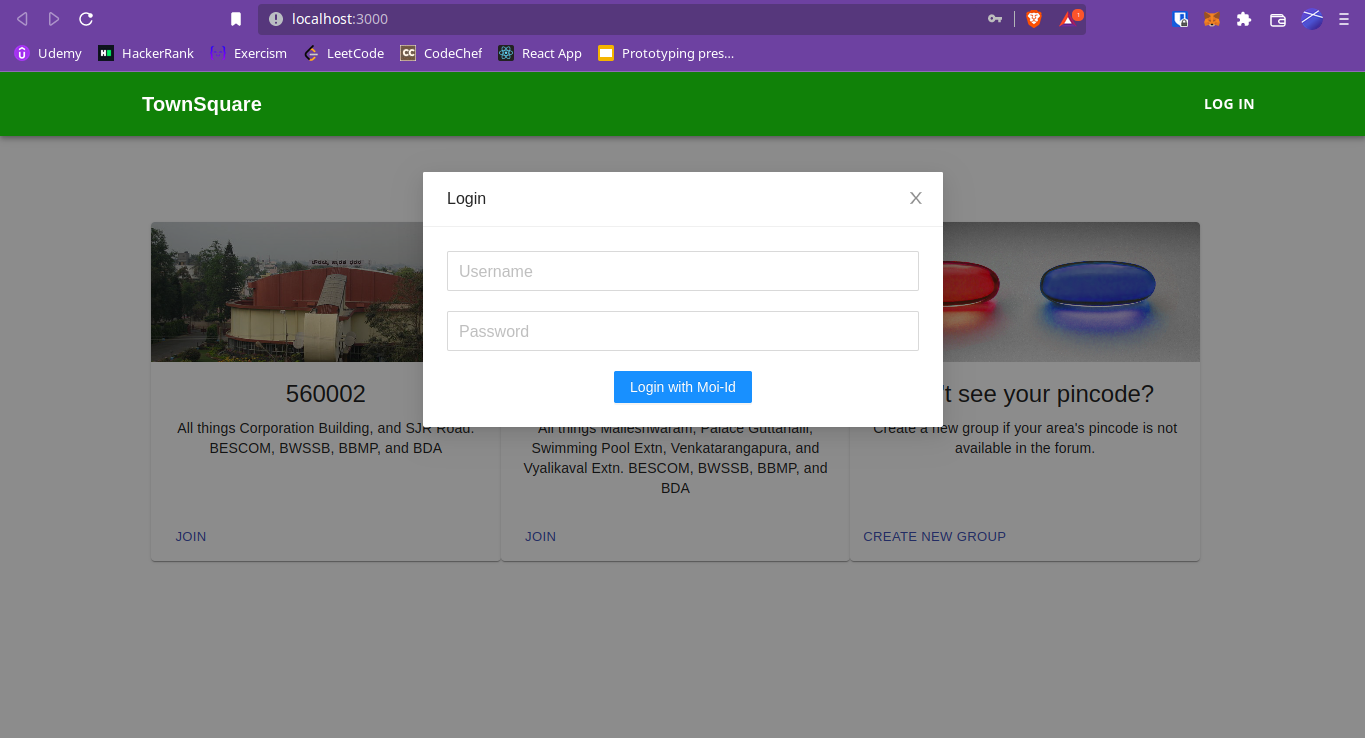 localhost:3000
Udemy
HackerRank
Exercism
LeetCode
CodeChef
React App
Prototyping pres...
TownSquare
LOG IN
Login
Username
Password
Login with Moi-Id
560002
All things Corporation Building, and SJR Road.
BESCOM, BWSSB, BBMP, and BDA
JOIN
All things Malleshwaram, Palace Guttahalli,
Swimming Pool Extn, Venkatarangapura, and
Vyalikaval Extn. BESCOM, BWSSB, BBMP, and
BDA
JOIN
't see your pincode?
Create a new group if your area's pincode is not
available in the forum.
CREATE NEW GROUP